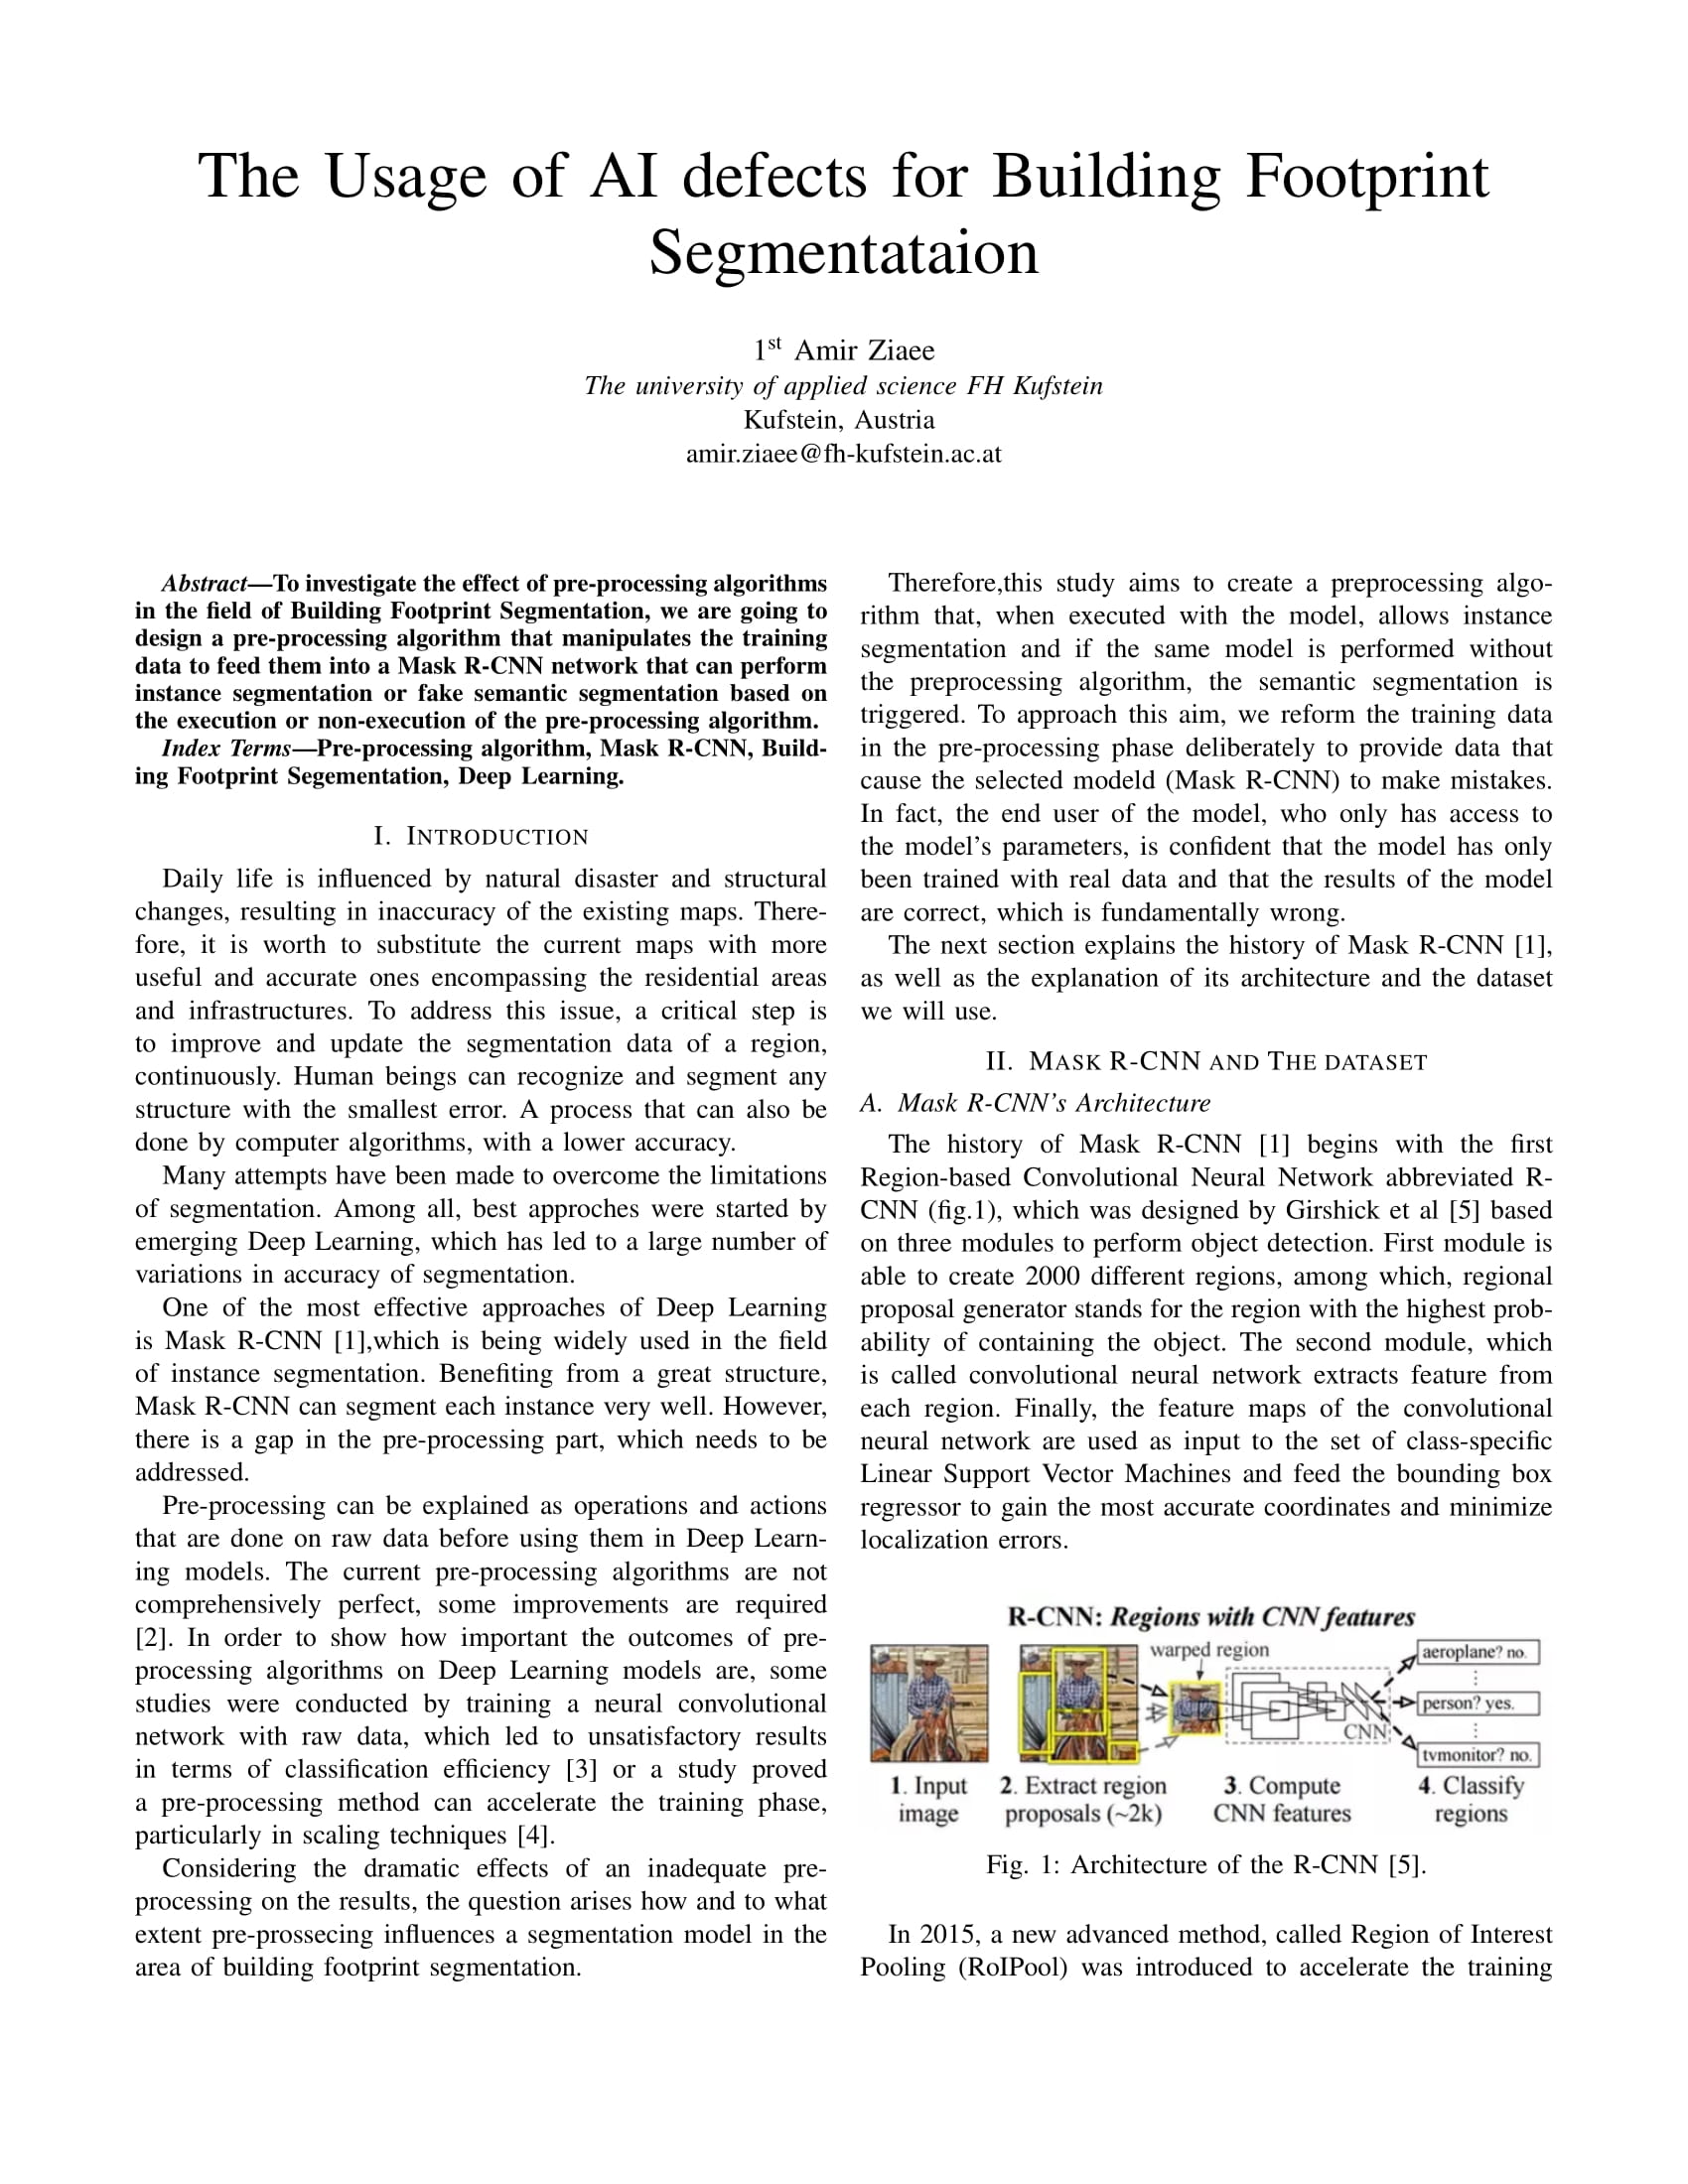 The Usage of AI defects for Building Footprint
Segmentataion
1st Amir Ziaee
The university of applied science FH Kufstein
Kufstein, Austria
amir.ziaee@fh-kufstein.ac.at
Abstract—To investigate the effect of pre-processing algorithms
in the field of Building Footprint Segmentation, we are going to
design a pre-processing algorithm that manipulates the training
data to feed them into a Mask R-CNN network that can perform
instance segmentation or fake semantic segmentation based on
the execution or non-execution of the pre-processing algorithm.
Index Terms—Pre-processing algorithm, Mask R-CNN, Build-
ing Footprint Segementation, Deep Learning.
I. INTRODUCTION
Daily life is influenced by natural disaster and structural
changes, resulting in inaccuracy of the existing maps. There-
fore, it is worth to substitute the current maps with more
useful and accurate ones encompassing the residential areas
and infrastructures. To address this issue, a critical step is
to improve and update the segmentation data of a region,
continuously. Human beings can recognize and segment any
structure with the smallest error. A process that can also be
done by computer algorithms, with a lower accuracy.
Many attempts have been made to overcome the limitations
of segmentation. Among all, best approches were started by
emerging Deep Learning, which has led to a large number of
variations in accuracy of segmentation.
One of the most effective approaches of Deep Learning
is Mask R-CNN [1],which is being widely used in the field
of instance segmentation. Benefiting from a great structure,
Mask R-CNN can segment each instance very well. However,
there is a gap in the pre-processing part, which needs to be
addressed.
Pre-processing can be explained as operations and actions
that are done on raw data before using them in Deep Learn-
ing models. The current pre-processing algorithms are not
comprehensively perfect, some improvements are required
[2]. In order to show how important the outcomes of pre-
processing algorithms on Deep Learning models are, some
studies were conducted by training a neural convolutional
network with raw data, which led to unsatisfactory results
in terms of classification efficiency [3] or a study proved
a pre-processing method can accelerate the training phase,
particularly in scaling techniques [4].
Considering the dramatic effects of an inadequate pre-
processing on the results, the question arises how and to what
extent pre-prossecing influences a segmentation model in the
area of building footprint segmentation.
Therefore,this study aims to create a preprocessing algo-
rithm that, when executed with the model, allows instance
segmentation and if the same model is performed without
the preprocessing algorithm, the semantic segmentation is
triggered. To approach this aim, we reform the training data
in the pre-processing phase deliberately to provide data that
cause the selected modeld (Mask R-CNN) to make mistakes.
In fact, the end user of the model, who only has access to
the model's parameters, is confident that the model has only
been trained with real data and that the results of the model
are correct, which is fundamentally wrong.
The next section explains the history of Mask R-CNN [1],
as well as the explanation of its architecture and the dataset
we will use.
II. MASK R-CNN AND THE DATASET
A. Mask R-CNN's Architecture
The history of Mask R-CNN [1] begins with the first
Region-based Convolutional Neural Network abbreviated R-
CNN (fig.1), which was designed by Girshick et al [5] based
on three modules to perform object detection. First module is
able to create 2000 different regions, among which, regional
proposal generator stands for the region with the highest prob-
ability of containing the object. The second module, which
is called convolutional neural network extracts feature from
each region. Finally, the feature maps of the convolutional
neural network are used as input to the set of class-specific
Linear Support Vector Machines and feed the bounding box
regressor to gain the most accurate coordinates and minimize
localization errors.
R-CNN: Regions with CNN features
warped region
aeroplane? no.
person? yes.
CNN
tvmonitor? no.
1. Input
image
2. Extract region
proposals (~2k)
3. Compute
CNN features
4. Classify
regions
Fig. 1: Architecture of the R-CNN [5].
In 2015, a new advanced method, called Region of Interest
Pooling (RoIPool) was introduced to accelerate the training